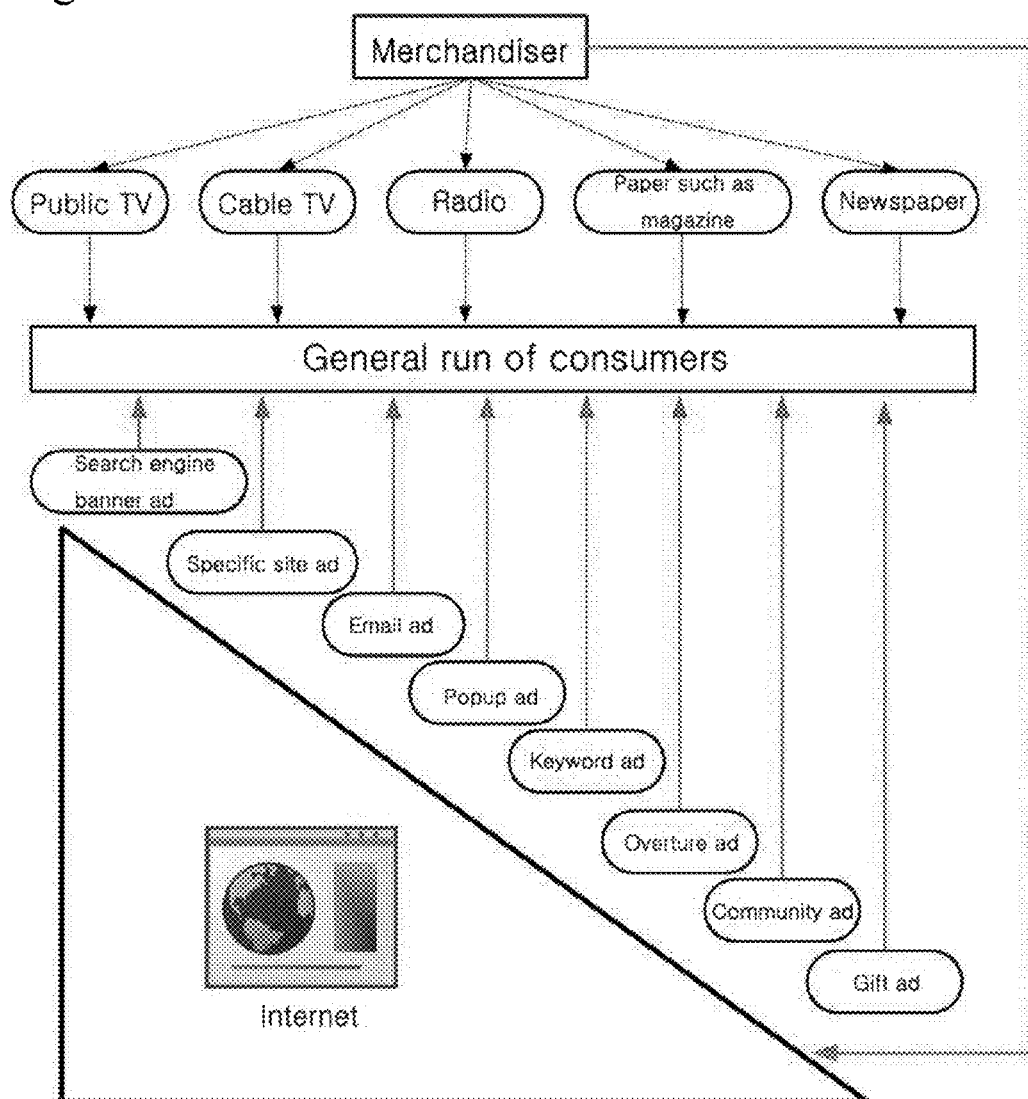 Merchandiser
Public TV
Cable TV
Radio
Paper such as
magazine
Newspaper
General run of consumers
Search engine
banner ad
Specific site ad
Email ad
Popup ad
Keyword ad
Overture ad
Community ad
Gift ad
Internet